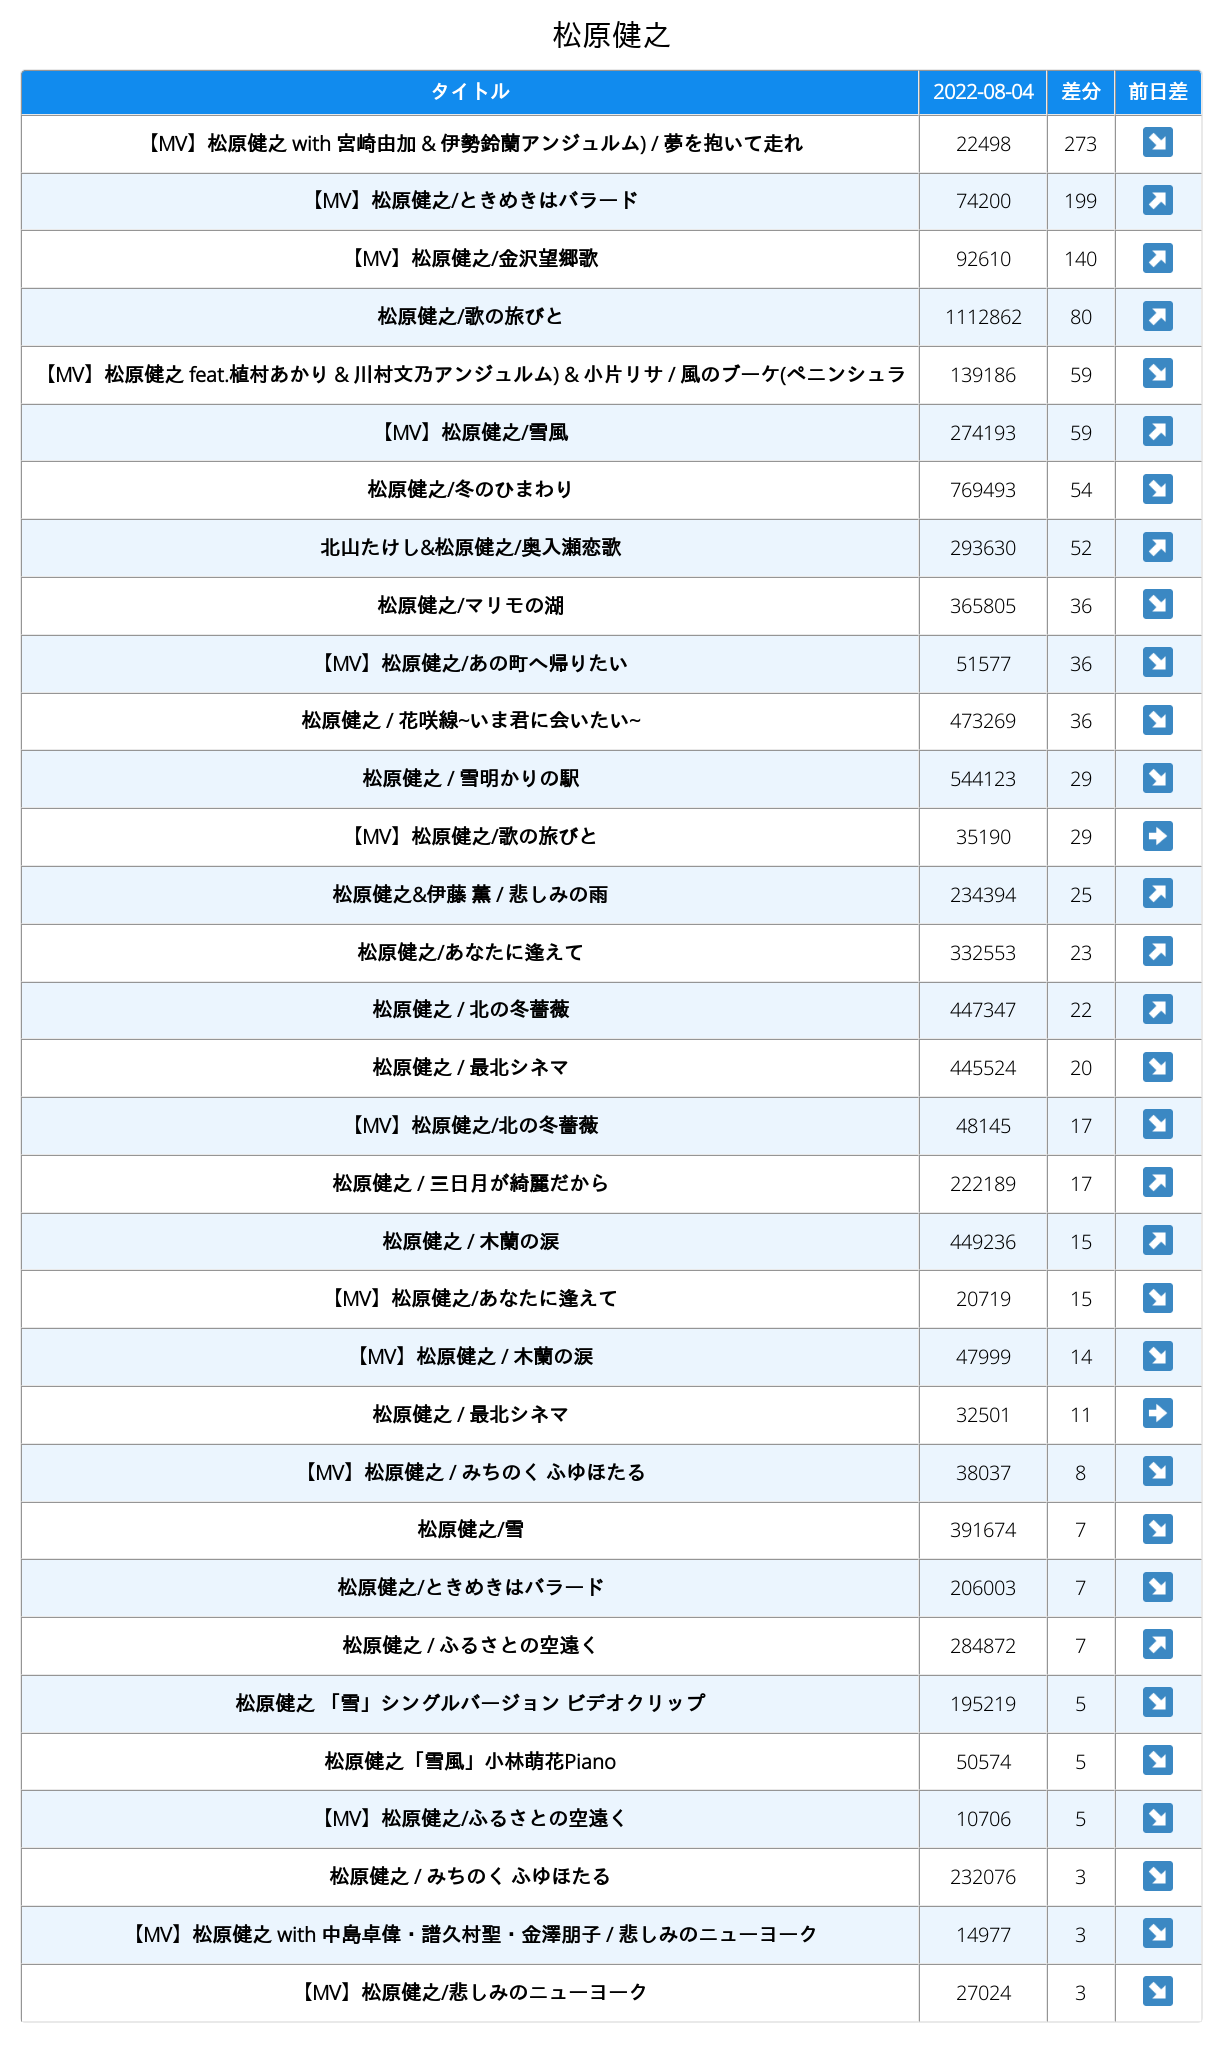 松原健之
タイトル 2022-08-04 差分 前日差
【MV】松原健之 with 宮崎由加 & 伊勢鈴蘭アンジュルム) / 夢を抱いて走れ 22498 273
【MV】松原健之/ときめきはバラード 74200 199
【MV】松原健之/金沢望郷歌 92610 140
松原健之/歌の旅びと 1112862 80
【MV】松原健之 feat.植村あかり & 川村文乃アンジュルム) & 小片リサ / 風のブーケ(ペニンシュラ 139186 59
【MV】松原健之/雪風 274193 59
松原健之/冬のひまわり 769493 54
北山たけし&松原健之/奥入瀬恋歌 293630 52
松原健之/マリモの湖 365805 36
【MV】松原健之/あの町へ帰りたい 51577 36
松原健之 / 花咲線~いま君に会いたい~ 473269 36
松原健之 / 雪明かりの駅 544123 29
【MV】松原健之/歌の旅びと 35190 29
松原健之&伊藤 薫 / 悲しみの雨 234394 25
松原健之/あなたに逢えて 332553 23
松原健之 / 北の冬薔薇 447347 22
松原健之 / 最北シネマ 445524 20
【MV】松原健之/北の冬薔薇 48145 17
松原健之 / 三日月が綺麗だから 222189 17
松原健之 / 木蘭の涙 449236 15
【MV】松原健之/あなたに逢えて 20719 15
【MV】松原健之 / 木蘭の涙 47999 14
松原健之 / 最北シネマ 32501 11
【MV】松原健之 / みちのく ふゆほたる 38037 8
松原健之/雪 391674 7
松原健之/ときめきはバラード 206003 7
松原健之 / ふるさとの空遠く 284872 7
松原健之 「雪」シングルバージョン ビデオクリップ 195219 5
松原健之「雪風」小林萌花Piano 50574 5
【MV】松原健之/ふるさとの空遠く 10706 5
松原健之 / みちのく ふゆほたる 232076 3
【MV】松原健之 with 中島卓偉・譜久村聖・金澤朋子 / 悲しみのニューヨーク 14977 3
【MV】松原健之/悲しみのニューヨーク 27024 3